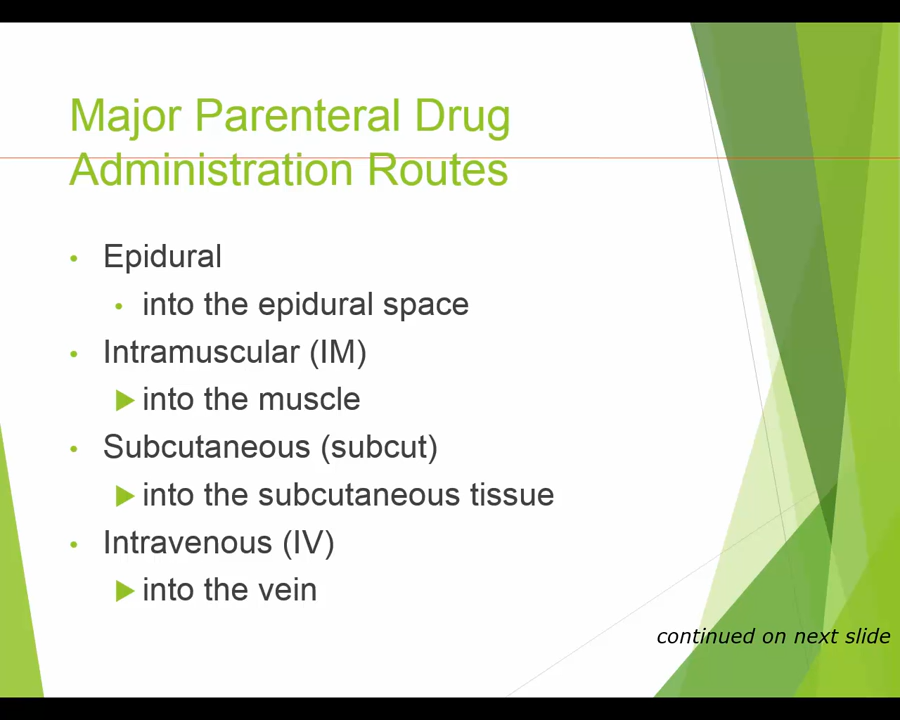 Major Parenteral Drug
Administration Routes
• Epidural
• into the epidural space
• Intramuscular (IM)
▶ into the muscle
• Subcutaneous (subcut)
▶ into the subcutaneous tissue
• Intravenous (IV)
▶ into the vein
continued on next slide